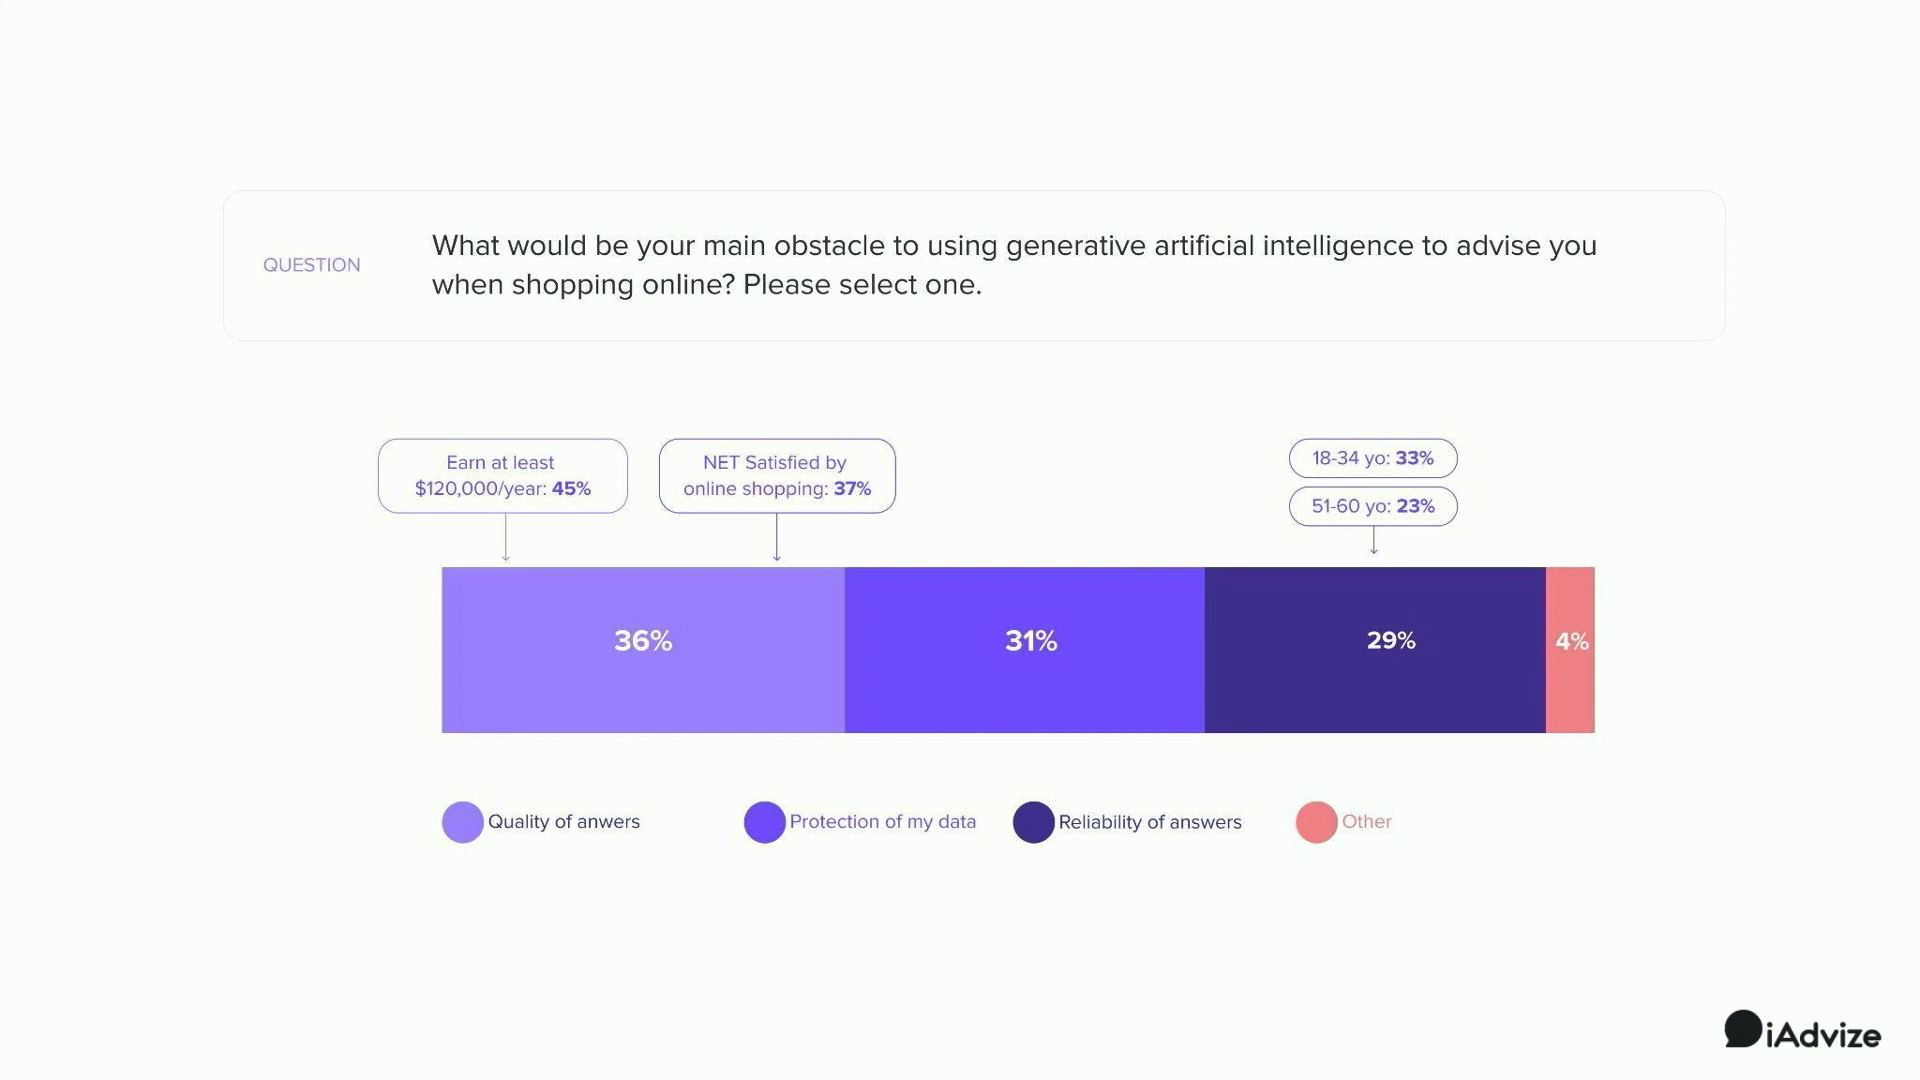 QUESTION
What would be your main obstacle to using generative artificial intelligence to advise you
when shopping online? Please select one.
Earn at least
$120,000/year: 45%
NET Satisfied by
online shopping: 37%
18-34 yo: 33%
51-60 yo: 23%
36%
31%
29%
4%
Quality of anwers
Protection of my data
Reliability of answers
Other
iAdvize